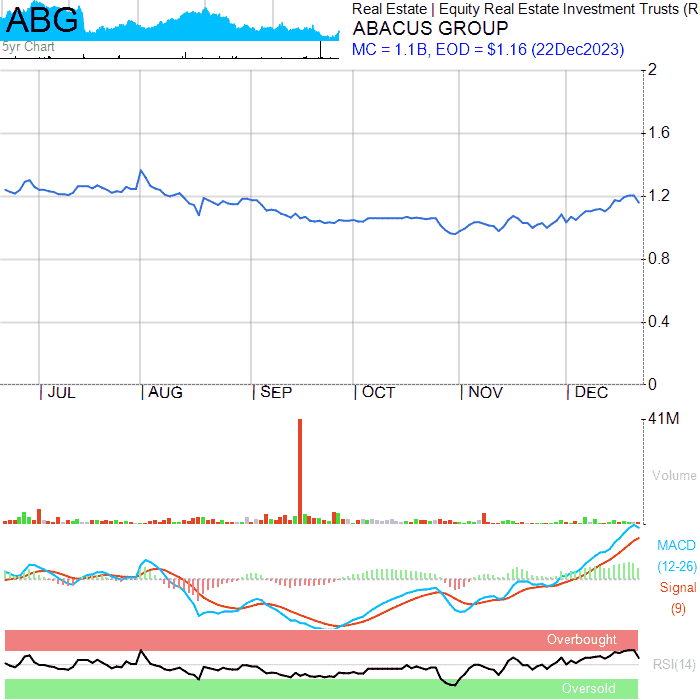 ABG
5yr Chart
Real Estate | Equity Real Estate Investment Trusts (R
ABACUS GROUP
MC = 1.1B, EOD = $1.16 (22Dec2023)
2
1.6
1.2
0.8
0.4
0
JUL AUG SEP OCT NOV DEC
41M
Volume
MACD
(12-26)
Signal
(9)
Overbought
RSI(14)
Oversold